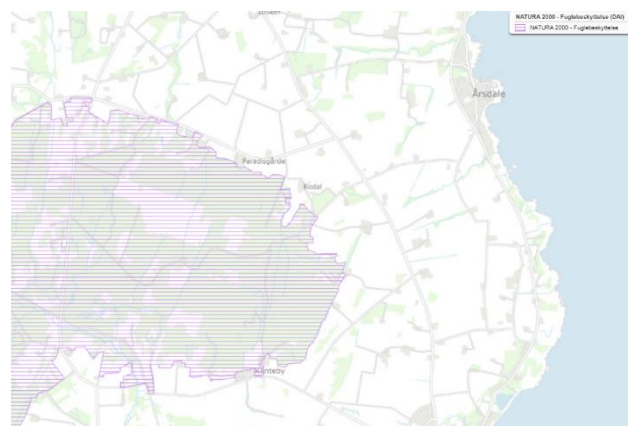 NATURA 2000 - Fuglebeskyttelse (DAI)
NATURA 2000 - Fuglebeskyttelse
Årsdale
Paradisgårde
Kodal